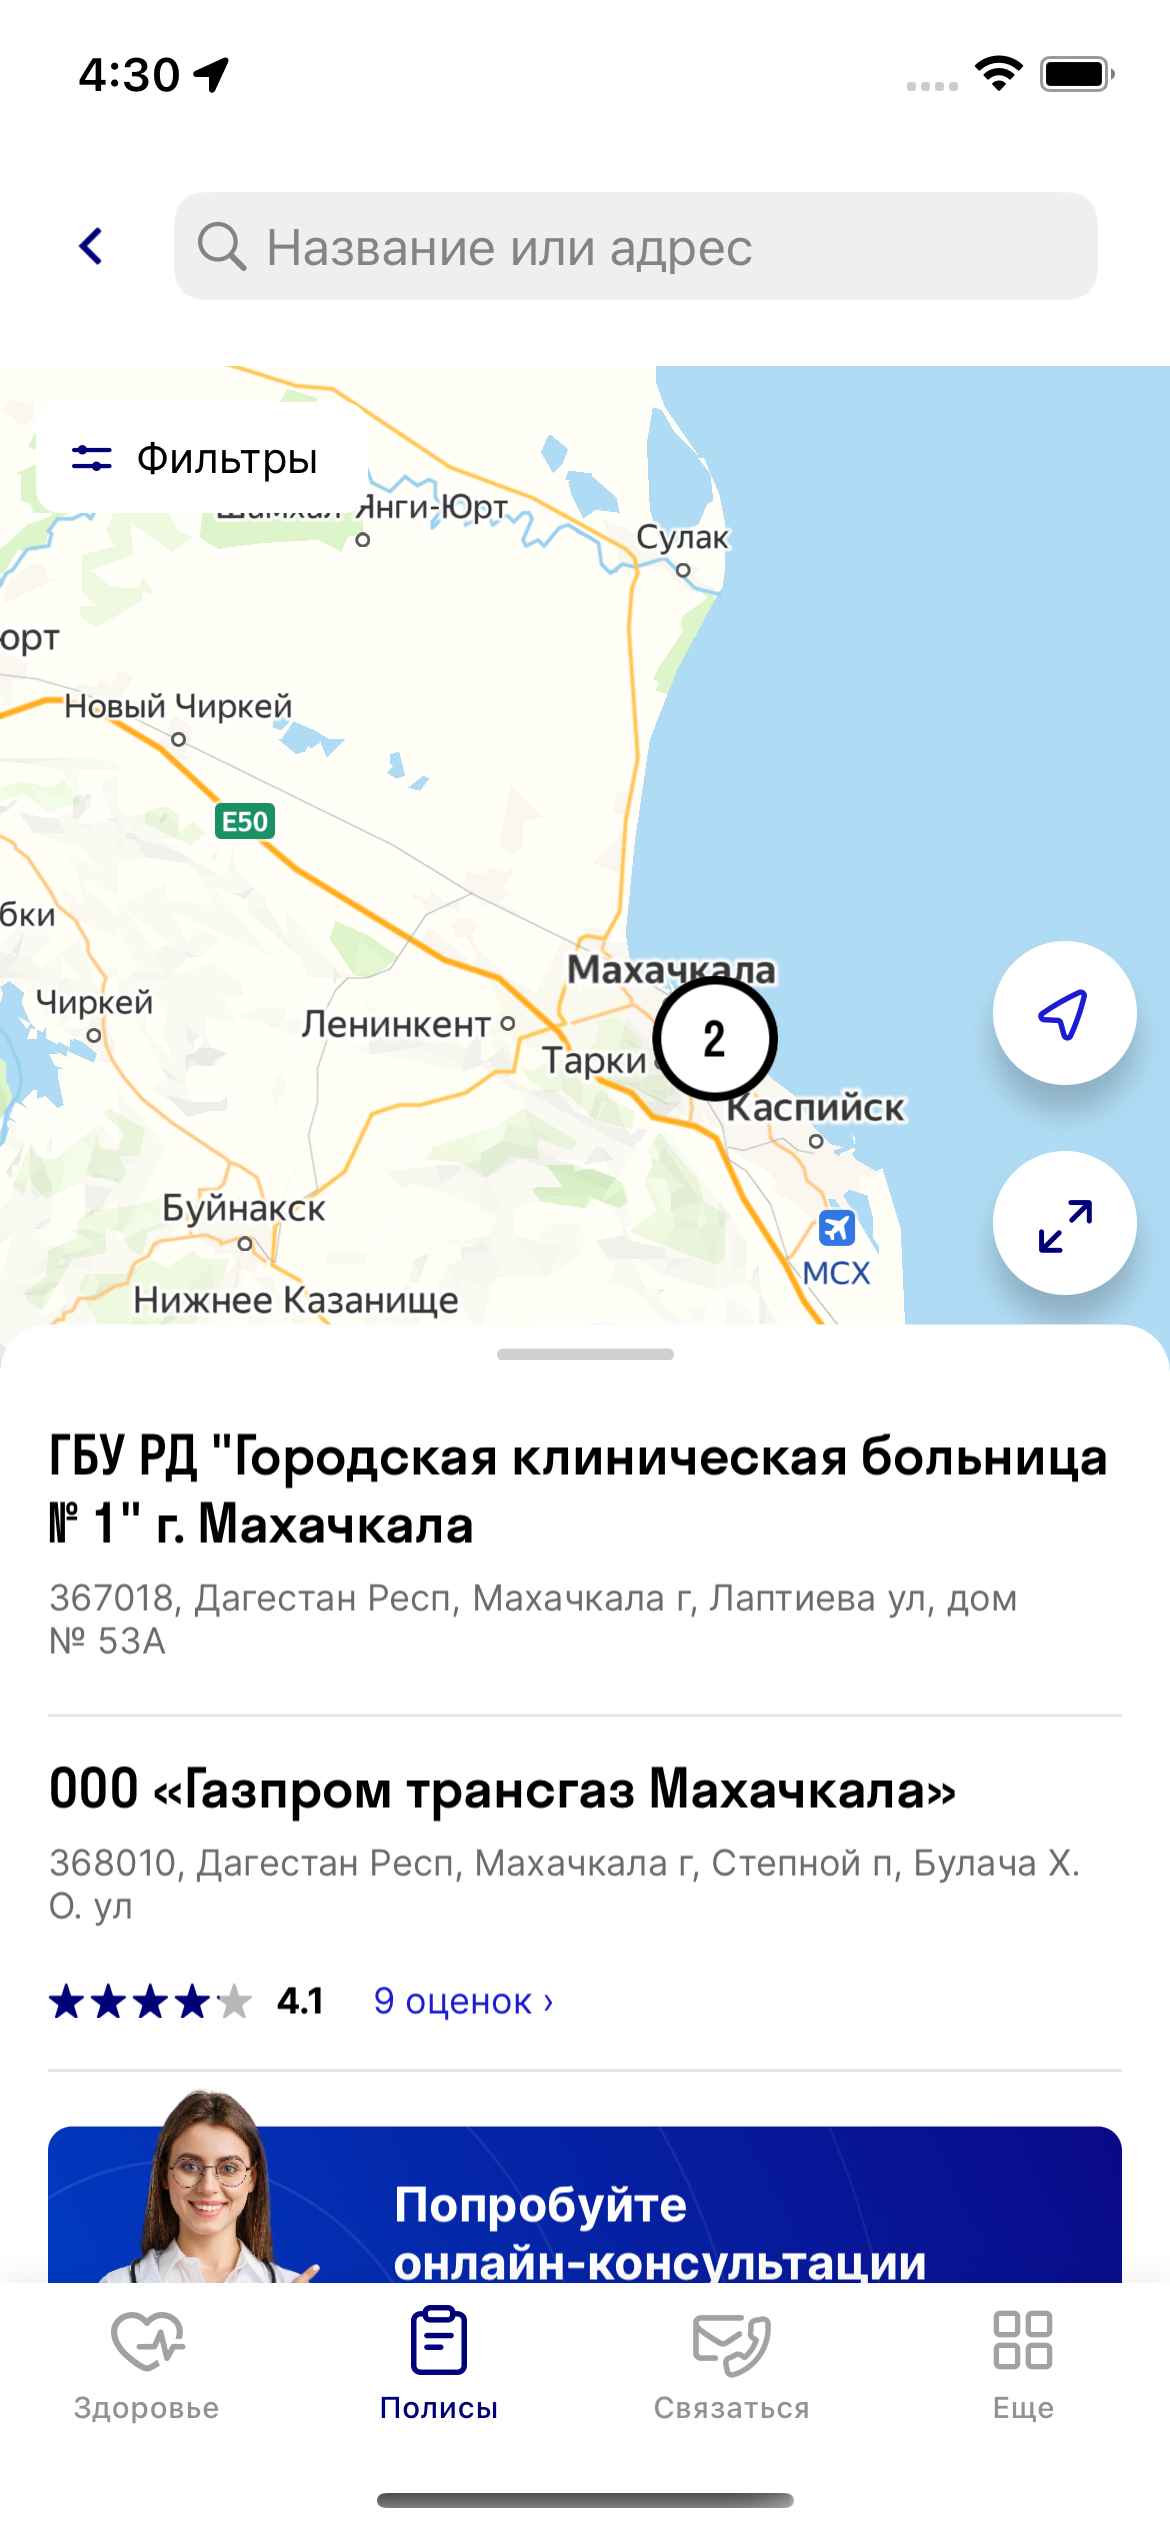 4:30
Название или адрес
Фильтры
Янги-Юрт
Сулак
юрт
Новый Чиркей
E50
бки
Махачкала
Чиркей
Ленинкент
2
Тарки
Каспийск
Буйнакск
МСХ
Нижнее Казанище
ГБУ РД "Городская клиническая больница
№ 1" г. Махачкала
367018, Дагестан Респ, Махачкала г, Лаптиева ул, дом
№ 53А
ООО «Газпром трансгаз Махачкала»
368010, Дагестан Респ, Махачкала г, Степной п, Булача Х.
О. ул
4.1 9 оценок ›
Попробуйте
онлайн-консультации
Здоровье Полисы Связаться Еще